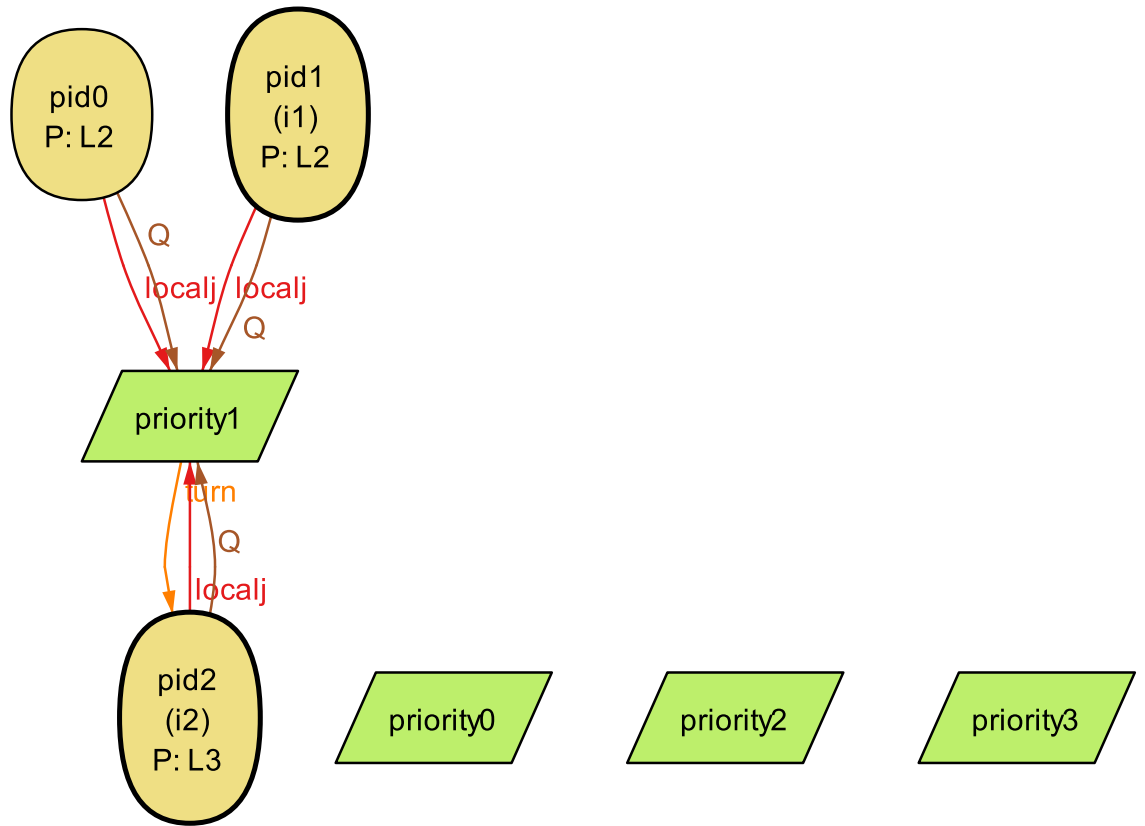 pid0
P: L2
pid1
(i1)
P: L2
Q
localj
localj
Q
priority1
turn
Q
localj
pid2
(i2)
P: L3
priority0
priority2
priority3